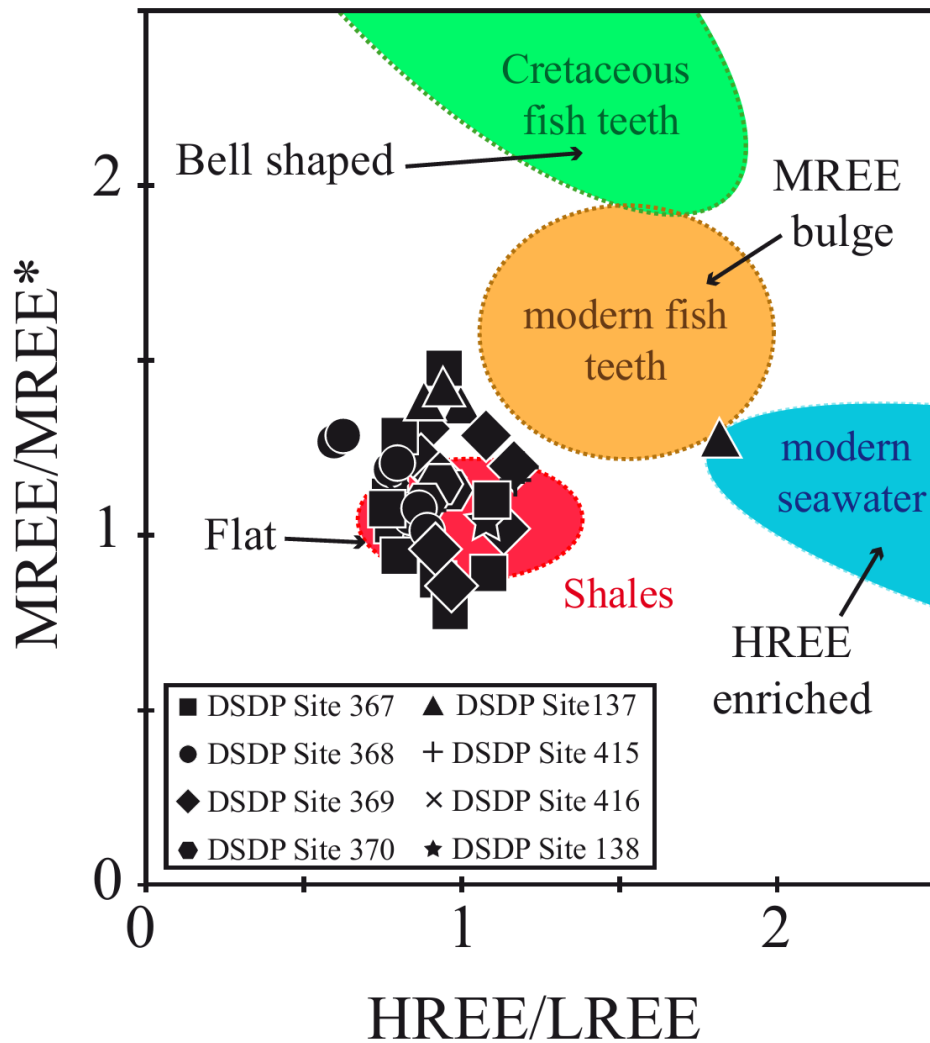 Cretaceous
fish teeth
Bell shaped
MREE
bulge
2
modern fish
teeth
MREE/MREE*
modern
seawater
1
Flat
Shales
HREE
enriched
DSDP Site 367
DSDP Site137
DSDP Site 368
DSDP Site 415
DSDP Site 369
DSDP Site 416
DSDP Site 370
DSDP Site 138
0
0
1
2
HREE/LREE